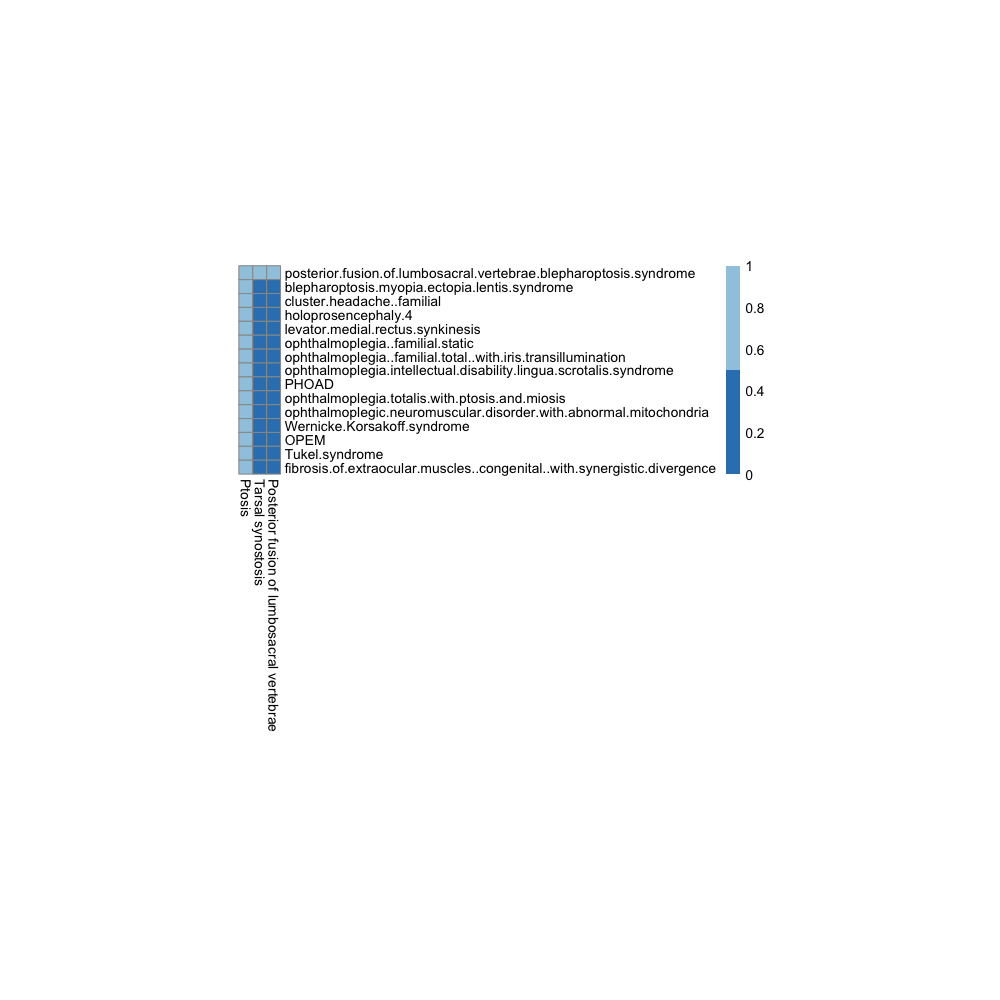 posterior.fusion.of.lumbosacral.vertebrae.blepharoptosis.syndrome
blepharoptosis.myopia.ectopia.lentis.syndrome
cluster.headache..familial
holoprosencephaly.4
levator.medial.rectus.synkinesis
ophthalmoplegia..familial.static
ophthalmoplegia..familial.total..with.iris.transillumination
ophthalmoplegia.intellectual.disability.lingua.scrotalis.syndrome
PHOAD
ophthalmoplegia.totalis.with.ptosis.and.miosis
ophthalmoplegic.neuromuscular.disorder.with.abnormal.mitochondria
Wernicke.Korsakoff.syndrome
OPEM
Tukel.syndrome
fibrosis.of.extraocular.muscles..congenital..with.synergistic.divergence
1
0.8
0.6
0.4
0.2
0
Ptosis
Tarsal synostosis
Posterior fusion of lumbosacral vertebrae